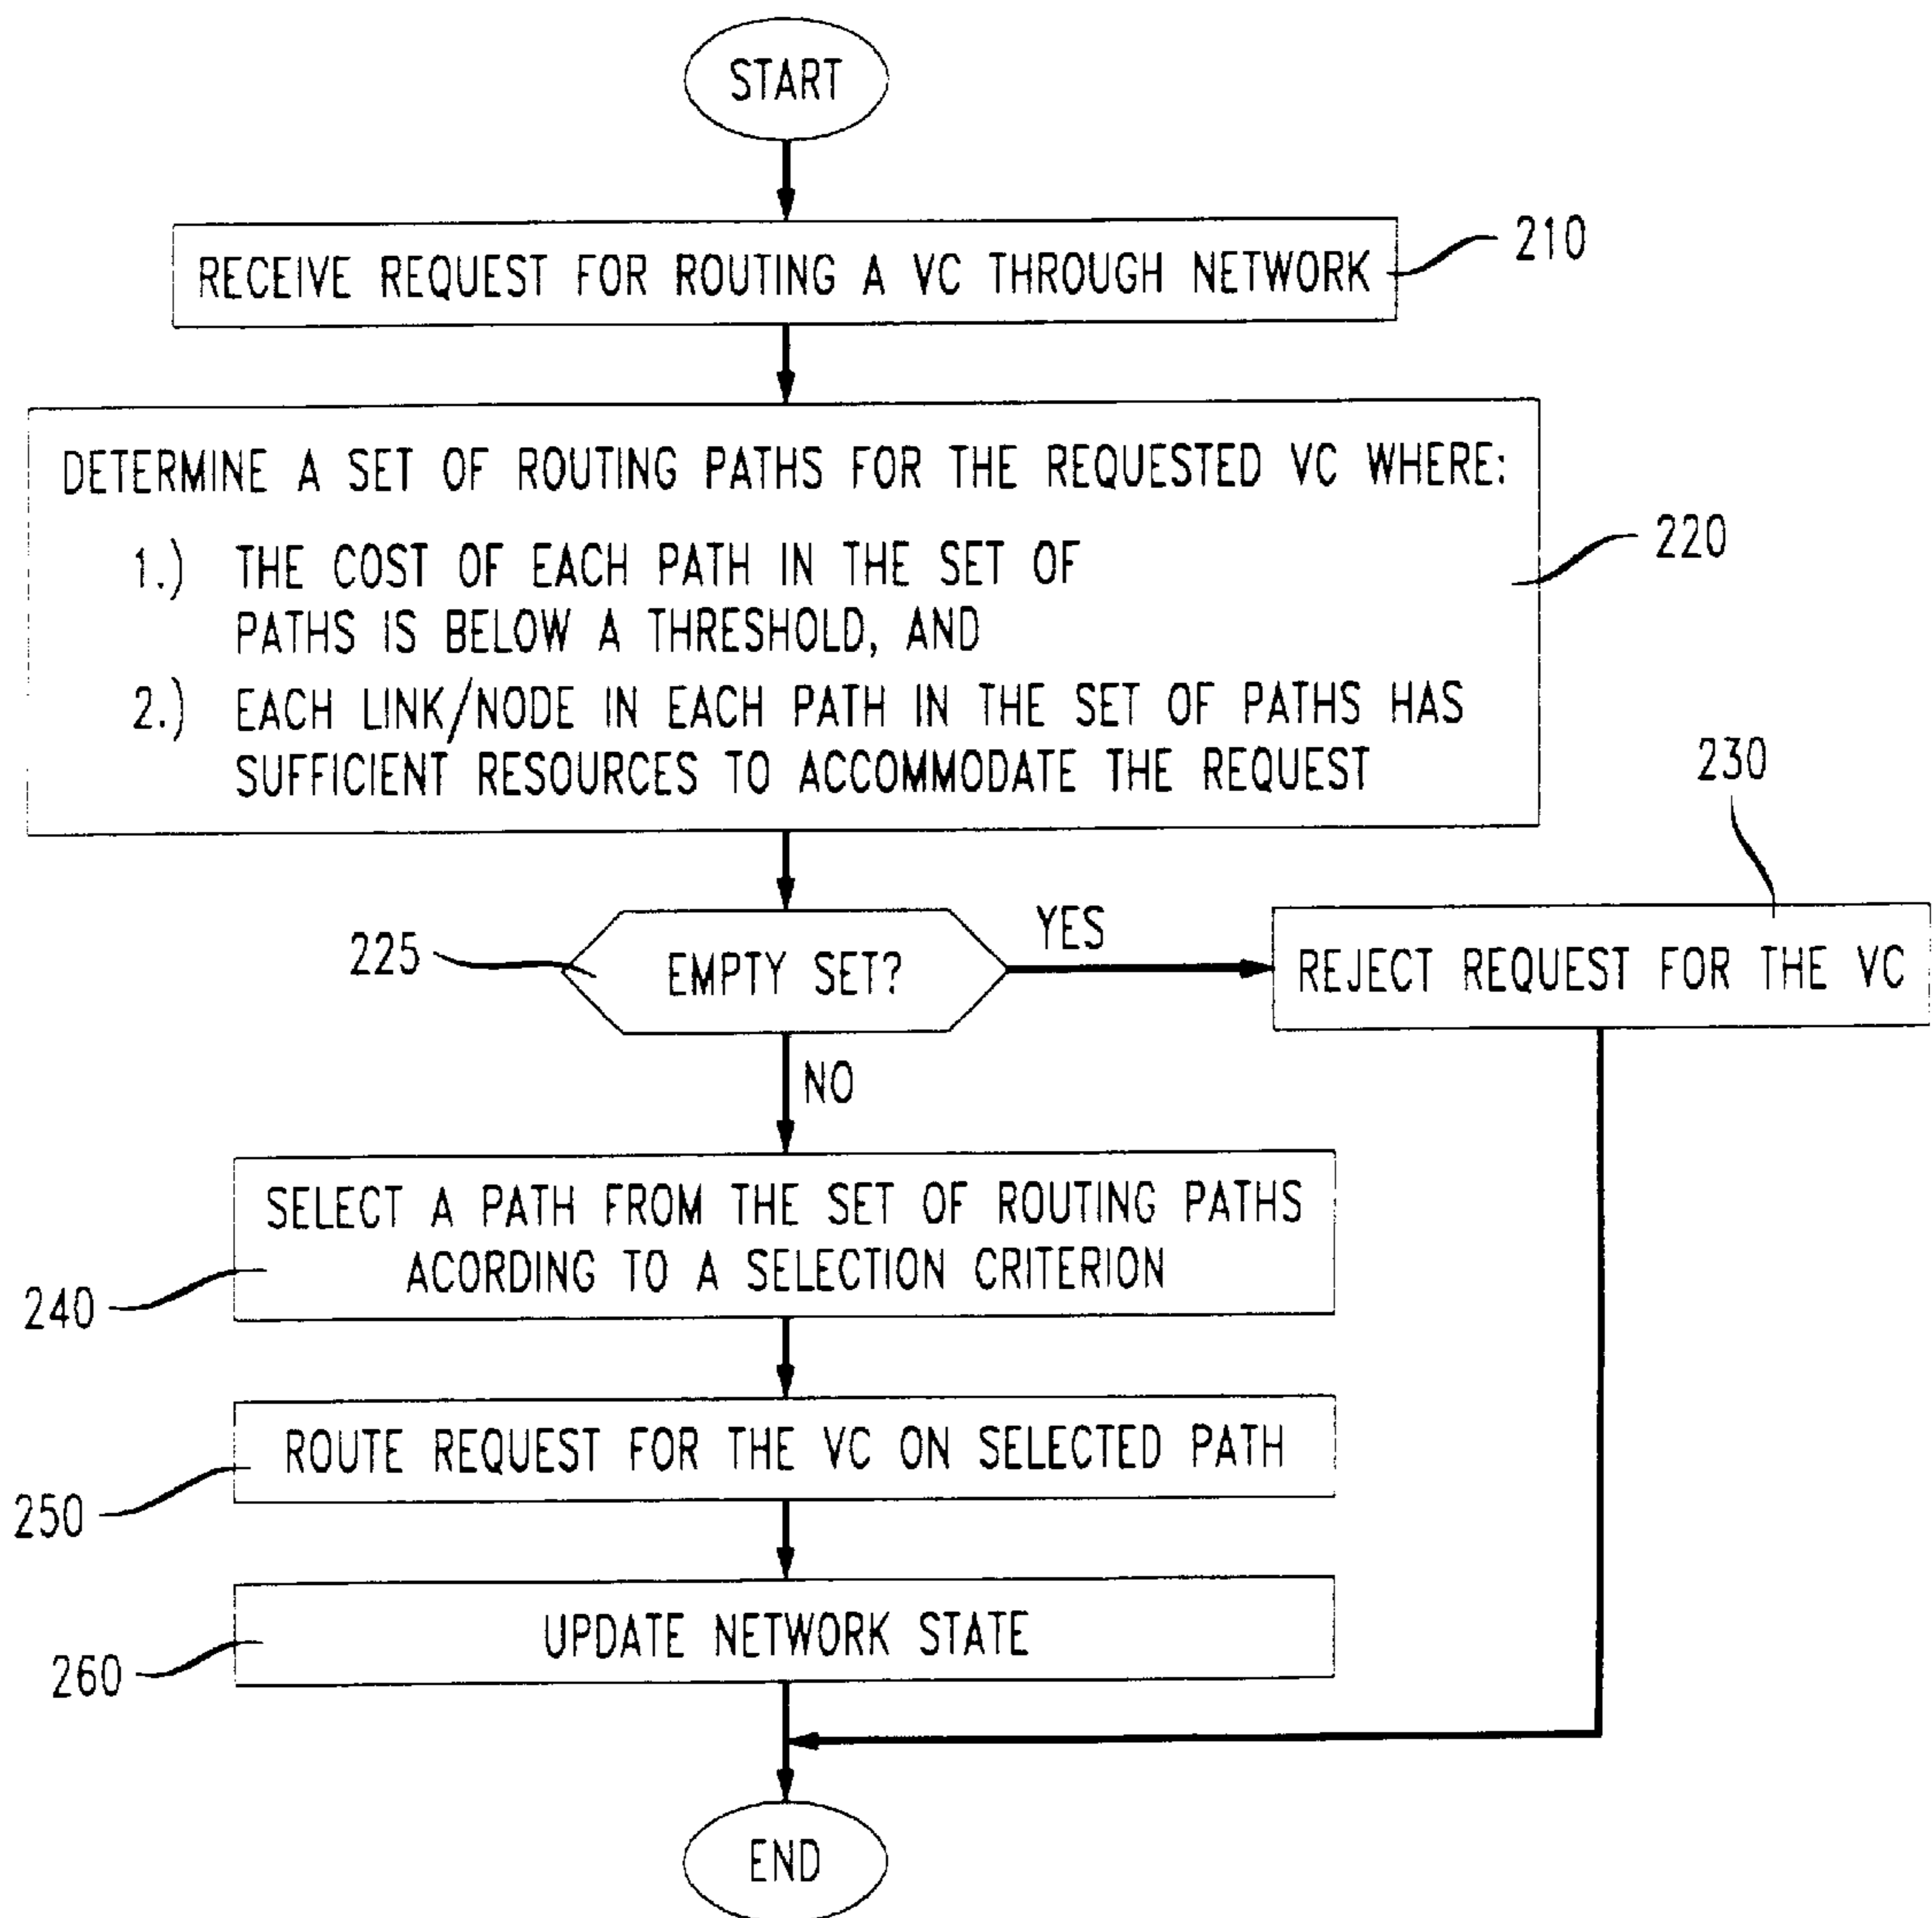 START
RECEIVE REQUEST FOR ROUTING A VC THROUGH NETWORK
210
DETERMINE A SET OF ROUTING PATHS FOR THE REQUESTED VC WHERE:
1.) THE COST OF EACH PATH IN THE SET OF
PATHS IS BELOW A THRESHOLD, AND
2.) EACH LINK/NODE IN EACH PATH IN THE SET OF PATHS HAS
SUFFICIENT RESOURCES TO ACCOMMODATE THE REQUEST
220
225
EMPTY SET?
YES
230
REJECT REQUEST FOR THE VC
NO
SELECT A PATH FROM THE SET OF ROUTING PATHS
ACORDING TO A SELECTION CRITERION
240
ROUTE REQUEST FOR THE VC ON SELECTED PATH
250
UPDATE NETWORK STATE
260
END